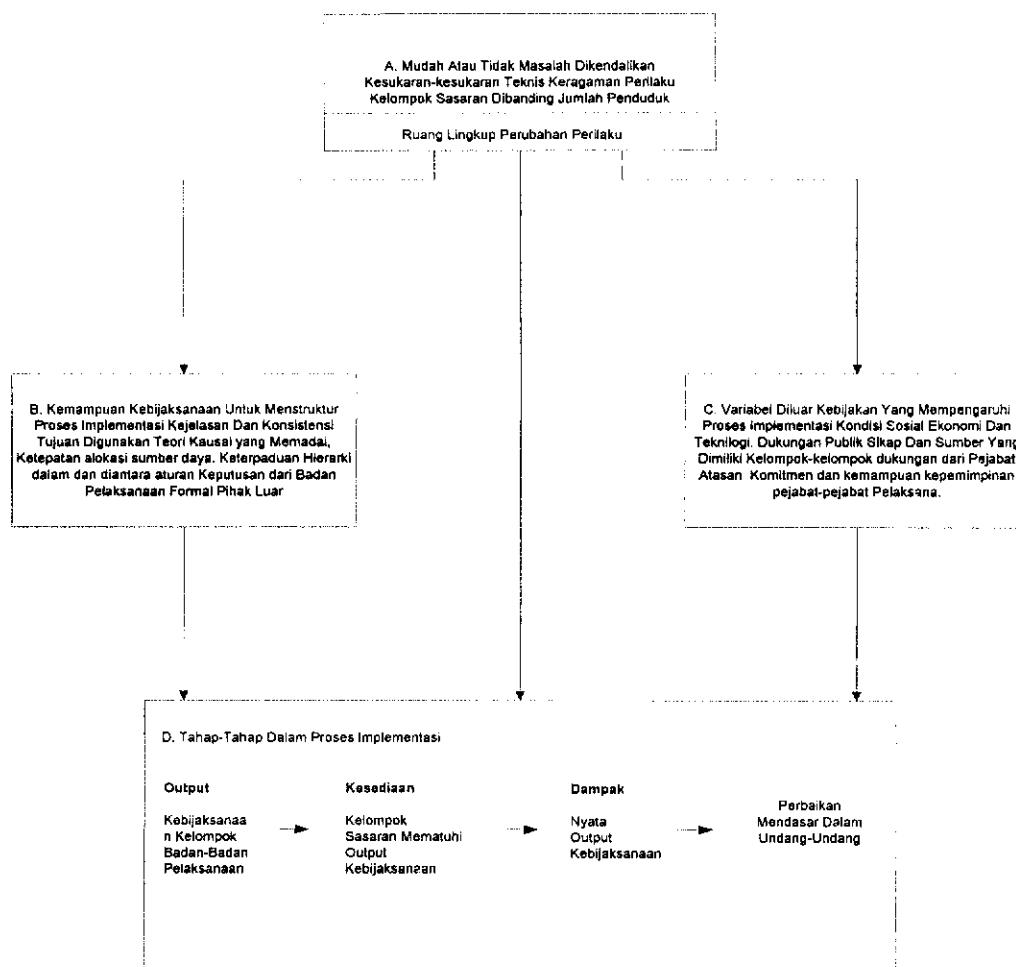 A. Mudah Atau Tidak Masalah Dikendalikan
Kesukaran-kesukaran Teknis Keragaman Perilaku
Kelompok Sasaran Dibanding Jumlah Penduduk
Ruang Lingkup Perubahan Perilaku
B. Kemampuan Kebijaksanaan Untuk Menstruktur
Proses Implementasi Kejelasan Dan Konsistensi
Tujuan Digunakan Teori Kausal yang Memadai,
Ketepatan alokasi sumber daya. Keterpaduan Hierarki
dalam dan diantara aturan Keputusan dari Badan
Pelaksanaan Formal Pihak Luar
C. Variabel Diluar Kebijakan Yang Mempengaruhi
Proses Implementasi Kondisi Sosial Ekonomi Dan
Teknilogi. Dukungan Publik Sikap Dan Sumber Yang
Dimiliki Kelompok-kelompok dukungan dari Pejabat
Atasan Komitmen dan kemampuan kepemimpinan
pejabat-pejabat Pelaksana.
D. Tahap-Tahap Dalam Proses Implementasi
Output
Kebijaksanaa
n Kelompok
Badan-Badan
Pelaksanaan
Kesediaan
Kelompok
Sasaran Mematuhi
Output
Kebijaksanaan
Dampak
Nyata
Output
Kebijaksanaan
Perbaikan
Mendasar Dalam
Undang-Undang